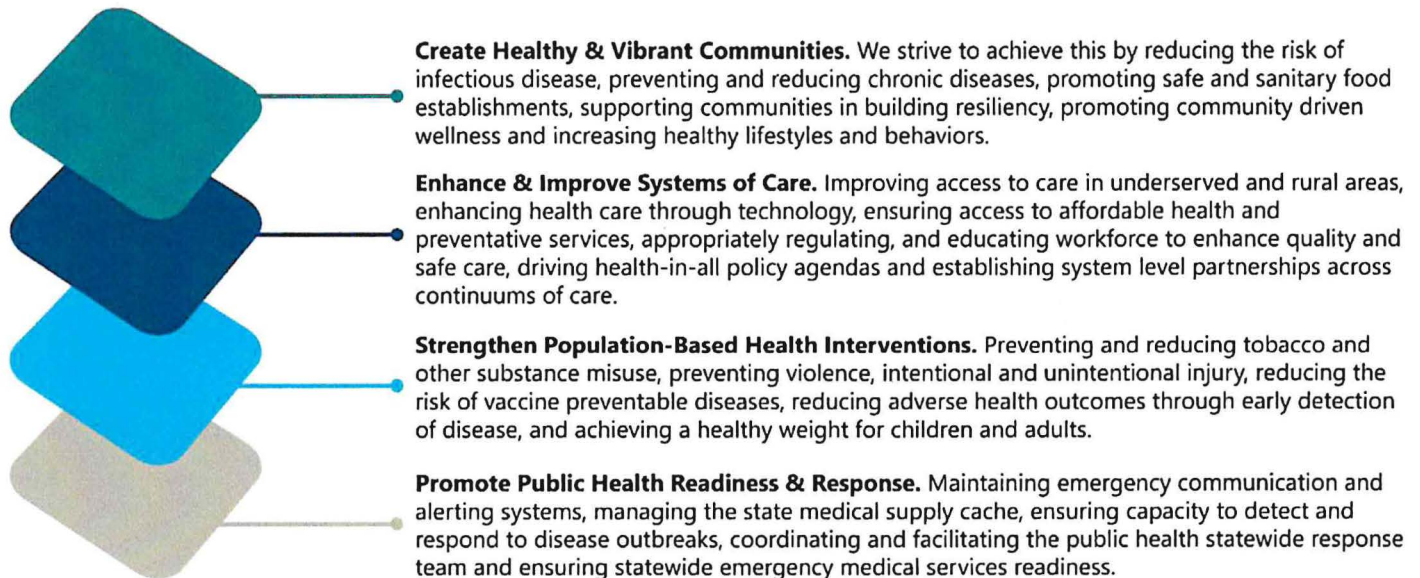 Create Healthy & Vibrant Communities. We strive to achieve this by reducing the risk of
infectious disease, preventing and reducing chronic diseases, promoting safe and sanitary food
establishments, supporting communities in building resiliency, promoting community driven
wellness and increasing healthy lifestyles and behaviors.
Enhance & Improve Systems of Care. Improving access to care in underserved and rural areas,
enhancing health care through technology, ensuring access to affordable health and
preventative services, appropriately regulating, and educating workforce to enhance quality and
safe care, driving health-in-all policy agendas and establishing system level partnerships across
continuums of care.
Strengthen Population-Based Health Interventions. Preventing and reducing tobacco and
other substance misuse, preventing violence, intentional and unintentional injury, reducing the
risk of vaccine preventable diseases, reducing adverse health outcomes through early detection
of disease, and achieving a healthy weight for children and adults.
Promote Public Health Readiness & Response. Maintaining emergency communication and
alerting systems, managing the state medical supply cache, ensuring capacity to detect and
respond to disease outbreaks, coordinating and facilitating the public health statewide response
team and ensuring statewide emergency medical services readiness.